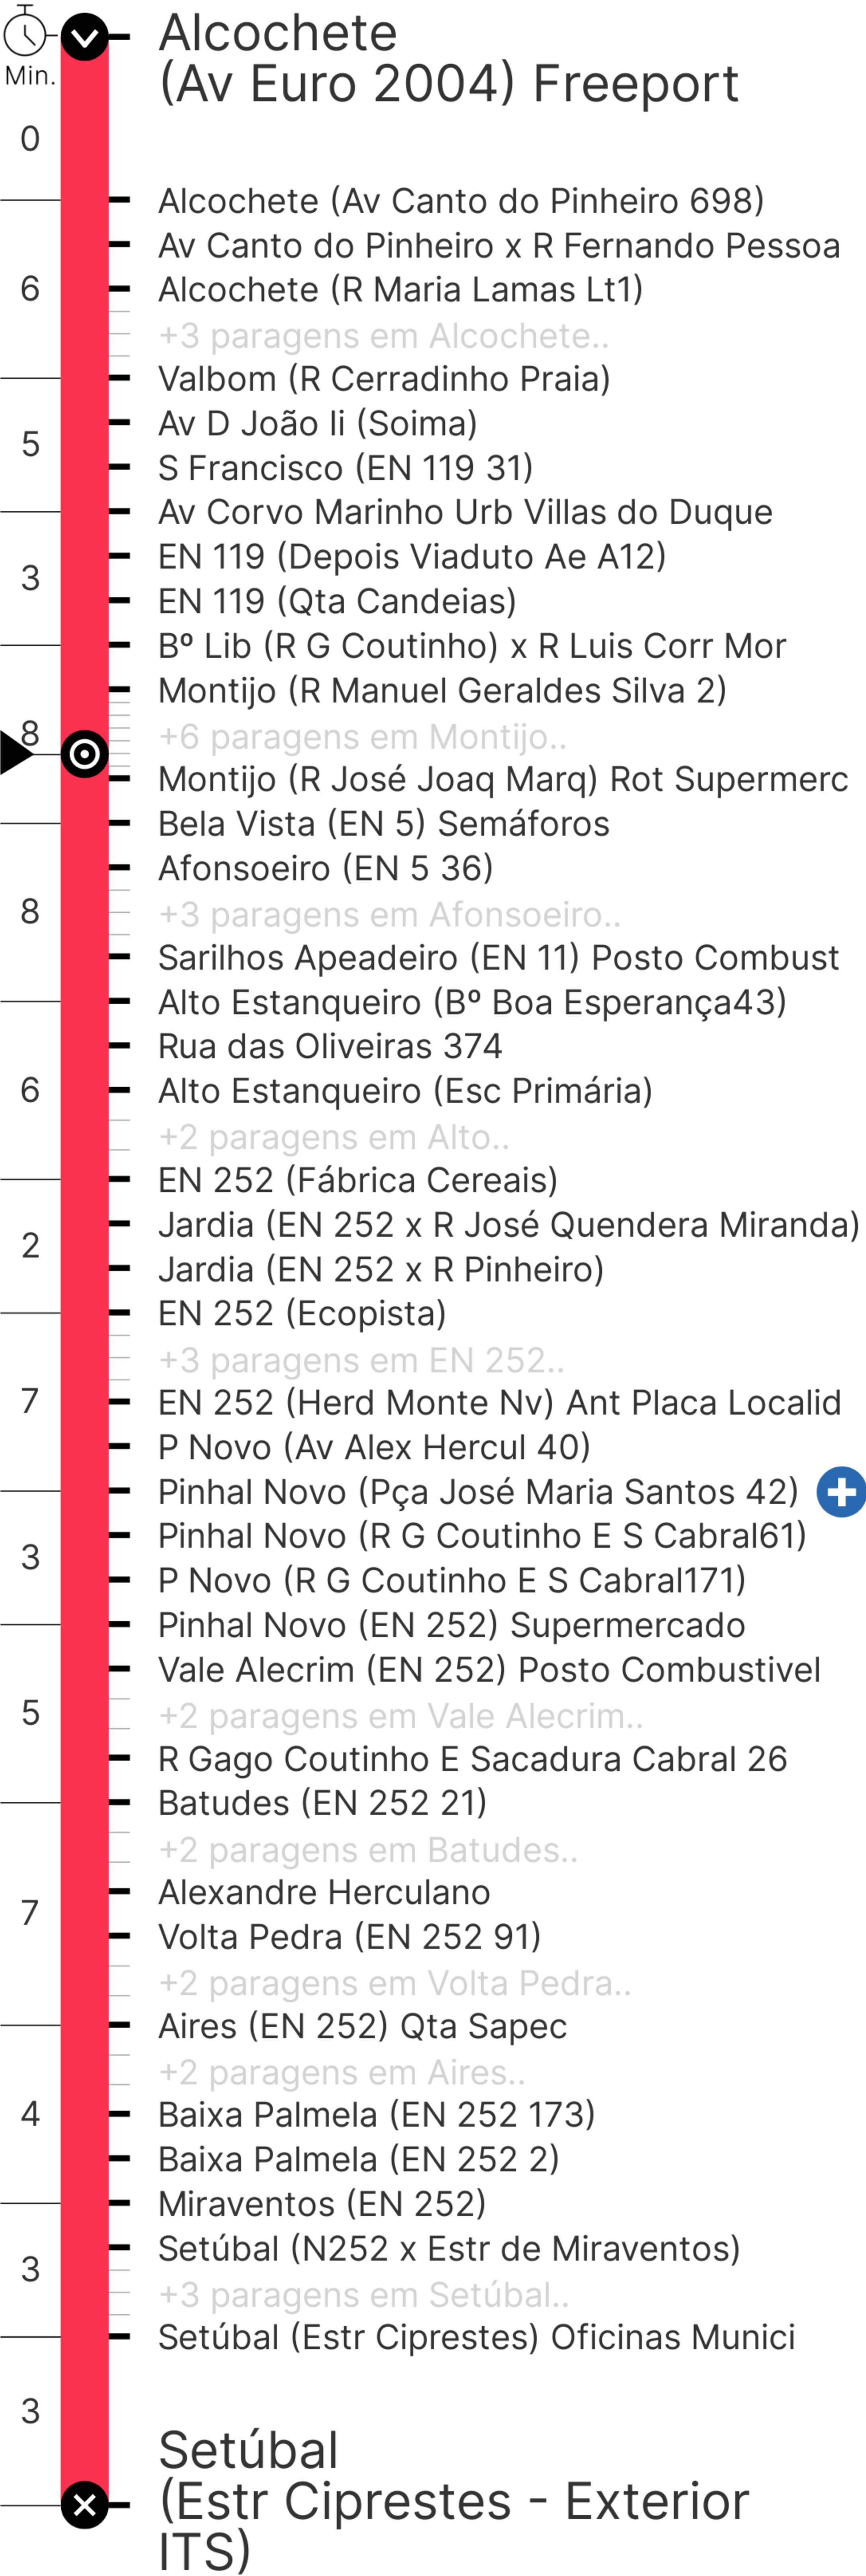 Alcochete
(Av Euro 2004) Freeport
Min.
0
Alcochete (Av Canto do Pinheiro 698)
Av Canto do Pinheiro x R Fernando Pessoa
6
Alcochete (R Maria Lamas Lt1)
+3 paragens em Alcochete..
Valbom (R Cerradinho Praia)
Av D João Ii (Soima)
5
S Francisco (EN 119 31)
Av Corvo Marinho Urb Villas do Duque
EN 119 (Depois Viaduto Ae A12)
3
EN 119 (Qta Candeias)
Bº Lib (R G Coutinho) x R Luis Corr Mor
Montijo (R Manuel Geraldes Silva 2)
8
+6 paragens em Montijo..
Montijo (R José Joaq Marq) Rot Supermerc
Bela Vista (EN 5) Semáforos
Afonsoeiro (EN 5 36)
8
+3 paragens em Afonsoeiro..
Sarilhos Apeadeiro (EN 11) Posto Combust
Alto Estanqueiro (Bº Boa Esperança43)
Rua das Oliveiras 374
6
Alto Estanqueiro (Esc Primária)
+2 paragens em Alto..
EN 252 (Fábrica Cereais)
Jardia (EN 252 x R José Quendera Miranda)
2
Jardia (EN 252 x R Pinheiro)
EN 252 (Ecopista)
+3 paragens em EN 252..
7
EN 252 (Herd Monte Nv) Ant Placa Localid
P Novo (Av Alex Hercul 40)
Pinhal Novo (Pça José Maria Santos 42)
Pinhal Novo (R G Coutinho E S Cabral61)
3
P Novo (R G Coutinho E S Cabral171)
Pinhal Novo (EN 252) Supermercado
Vale Alecrim (EN 252) Posto Combustivel
5
+2 paragens em Vale Alecrim..
R Gago Coutinho E Sacadura Cabral 26
Batudes (EN 252 21)
+2 paragens em Batudes..
Alexandre Herculano
7
Volta Pedra (EN 252 91)
+2 paragens em Volta Pedra..
Aires (EN 252) Qta Sapec
+2 paragens em Aires..
4
Baixa Palmela (EN 252 173)
Baixa Palmela (EN 252 2)
Miraventos (EN 252)
Setúbal (N252 x Estr de Miraventos)
3
+3 paragens em Setúbal..
Setúbal (Estr Ciprestes) Oficinas Munici
3
Setúbal
(Estr Ciprestes - Exterior
ITS)